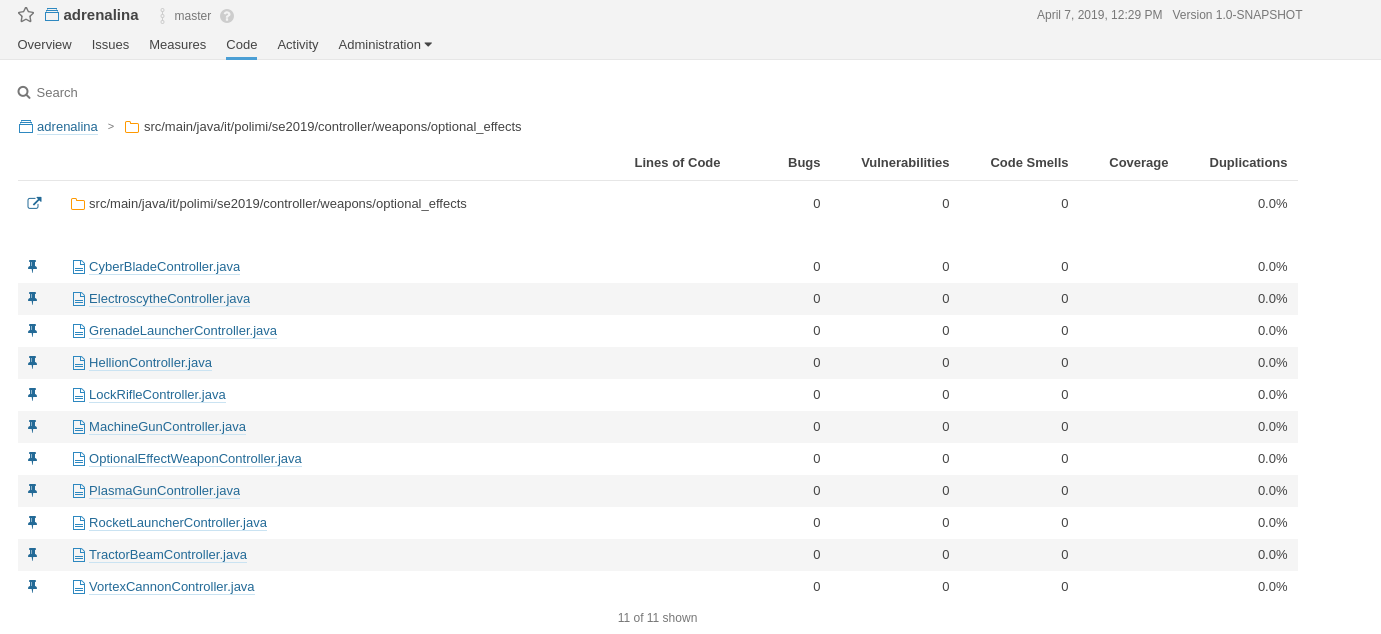 adrenalina master ? April 7, 2019, 12:29 PM Version 1.0-SNAPSHOT
Overview Issues Measures Code Activity Administration
Search
adrenalina > src/main/java/it/polimi/se2019/controller/weapons/optional_effects
Lines of Code Bugs Vulnerabilities Code Smells Coverage Duplications
src/main/java/it/polimi/se2019/controller/weapons/optional_effects 0 0 0 0.0%
CyberBladeController.java 0 0 0 0.0%
ElectroscytheController.java 0 0 0 0.0%
GrenadeLauncherController.java 0 0 0 0.0%
HellionController.java 0 0 0 0.0%
LockRifleController.java 0 0 0 0.0%
MachineGunController.java 0 0 0 0.0%
OptionalEffectWeaponController.java 0 0 0 0.0%
PlasmaGunController.java 0 0 0 0.0%
RocketLauncherController.java 0 0 0 0.0%
TractorBeamController.java 0 0 0 0.0%
VortexCannonController.java 0 0 0 0.0%
11 of 11 shown